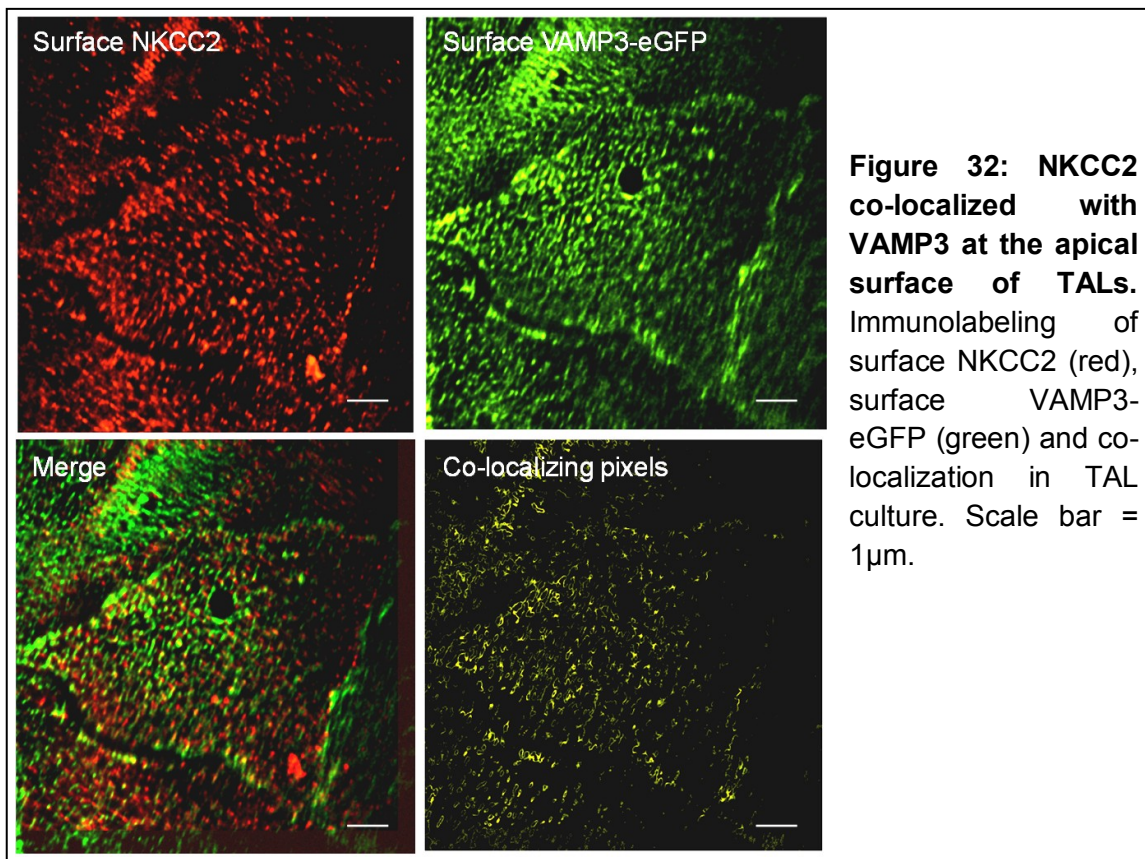 Surface NKCC2
Surface VAMP3-eGFP
Merge
Co-localizing pixels
Figure 32: NKCC2
co-localized with
VAMP3 at the apical
surface of TALs.
Immunolabeling of
surface NKCC2 (red),
surface VAMP3-
eGFP (green) and co-
localization in TAL
culture. Scale bar =
1µm.